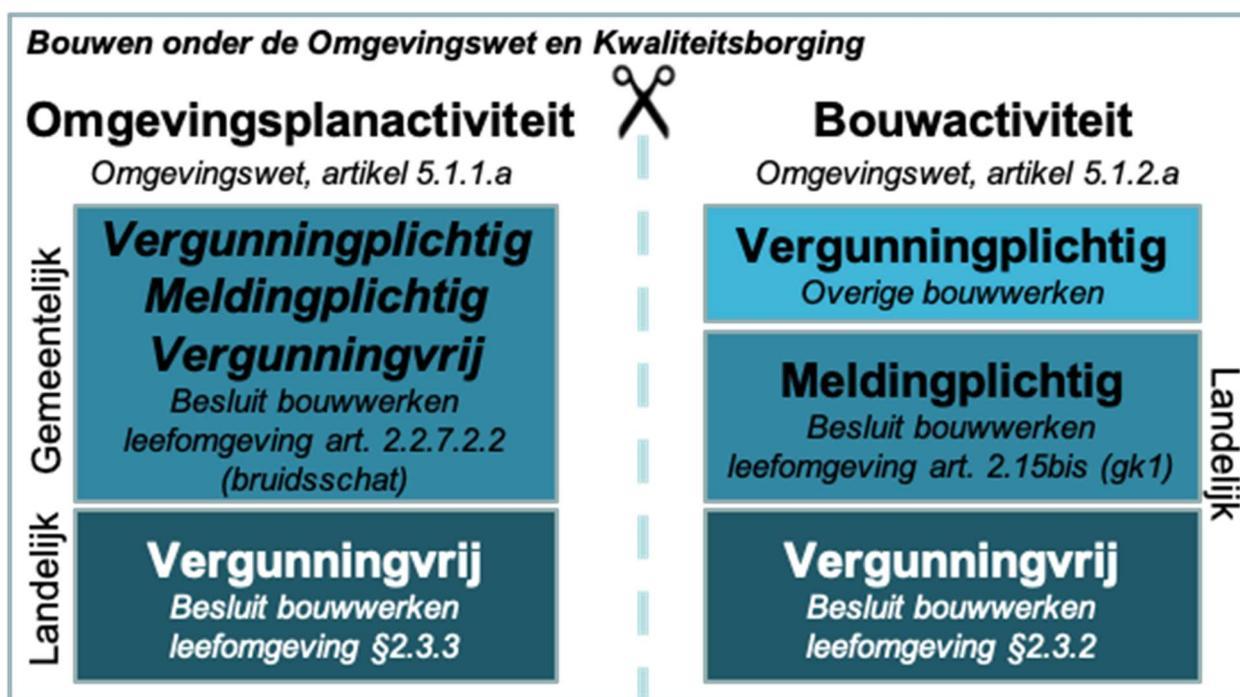 Bouwen onder de Omgevingswet en Kwaliteitsborging
Omgevingsplanactiviteit
Omgevingswet, artikel 5.1.1.a
Gemeentelijk
Vergunningplichtig
Meldingplichtig
Vergunningvrij
Besluit bouwwerken
leefomgeving art. 2.2.7.2.2
(bruidsschat)
Landelijk
Vergunningvrij
Besluit bouwwerken
leefomgeving §2.3.3
Bouwactiviteit
Omgevingswet, artikel 5.1.2.a
Vergunningplichtig
Overige bouwwerken
Meldingplichtig
Besluit bouwwerken
leefomgeving art. 2.15bis (gk1)
Landelijk
Vergunningvrij
Besluit bouwwerken
leefomgeving §2.3.2